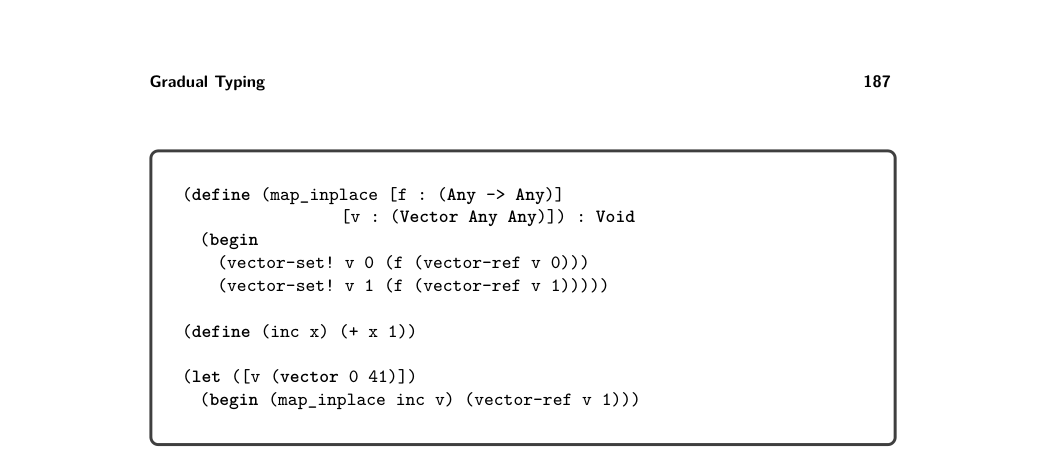 Gradual Typing 187
(define (map_inplace [f : (Any -> Any)]
[v : (Vector Any Any)]) : Void
(begin
(vector-set! v 0 (f (vector-ref v 0)))
(vector-set! v 1 (f (vector-ref v 1)))))
(define (inc x) (+ x 1))
(let ([v (vector 0 41)])
(begin (map_inplace inc v) (vector-ref v 1)))